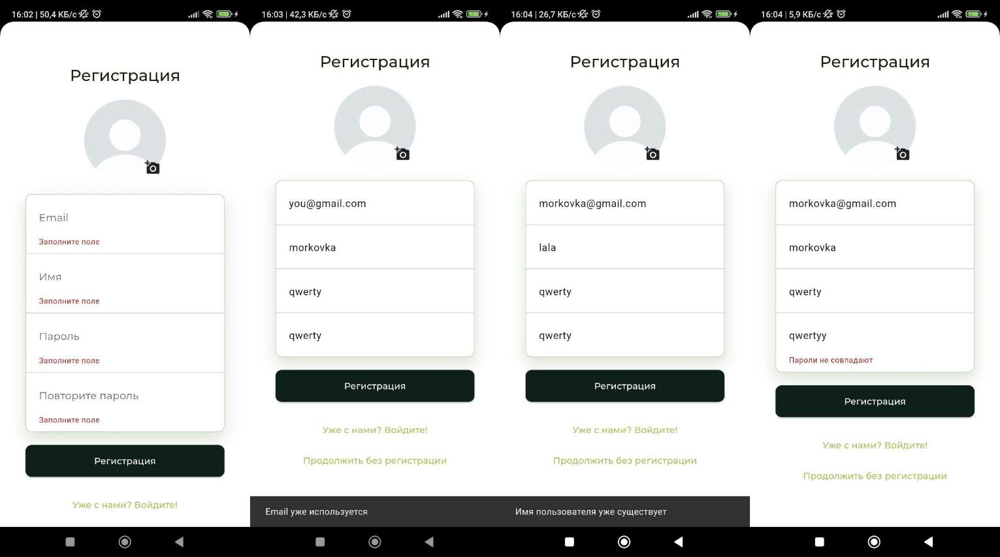 16:02 | 50,4 КБ/с
100
Регистрация
Email
Заполните поле
Имя
Заполните поле
Пароль
Заполните поле
Повторите пароль
Заполните поле
Регистрация
Уже с нами? Войдите!
16:03 | 42,3 КБ/с
100
Регистрация
you@gmail.com
morkovka
qwerty
qwerty
Регистрация
Уже с нами? Войдите!
Продолжить без регистрации
Email уже используется
16:04 | 26,7 КБ/с
100
Регистрация
morkovka@gmail.com
lala
qwerty
qwerty
Регистрация
Уже с нами? Войдите!
Продолжить без регистрации
Имя пользователя уже существует
16:04 | 5,9 КБ/с
100
Регистрация
morkovka@gmail.com
morkovka
qwerty
qwertyy
Пароли не совпадают
Регистрация
Уже с нами? Войдите!
Продолжить без регистрации